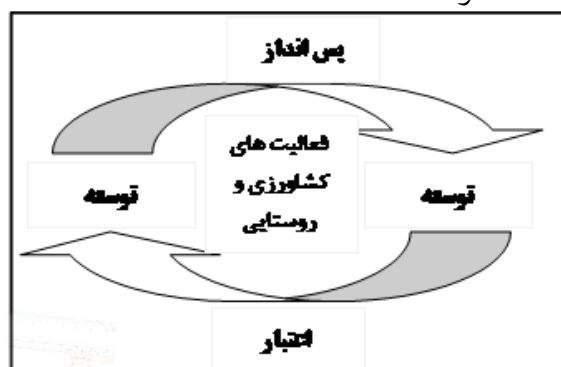 پس انداز
فعالیت های
کشاورزی و
روستایی
توسعه
توسعه
اعتبار